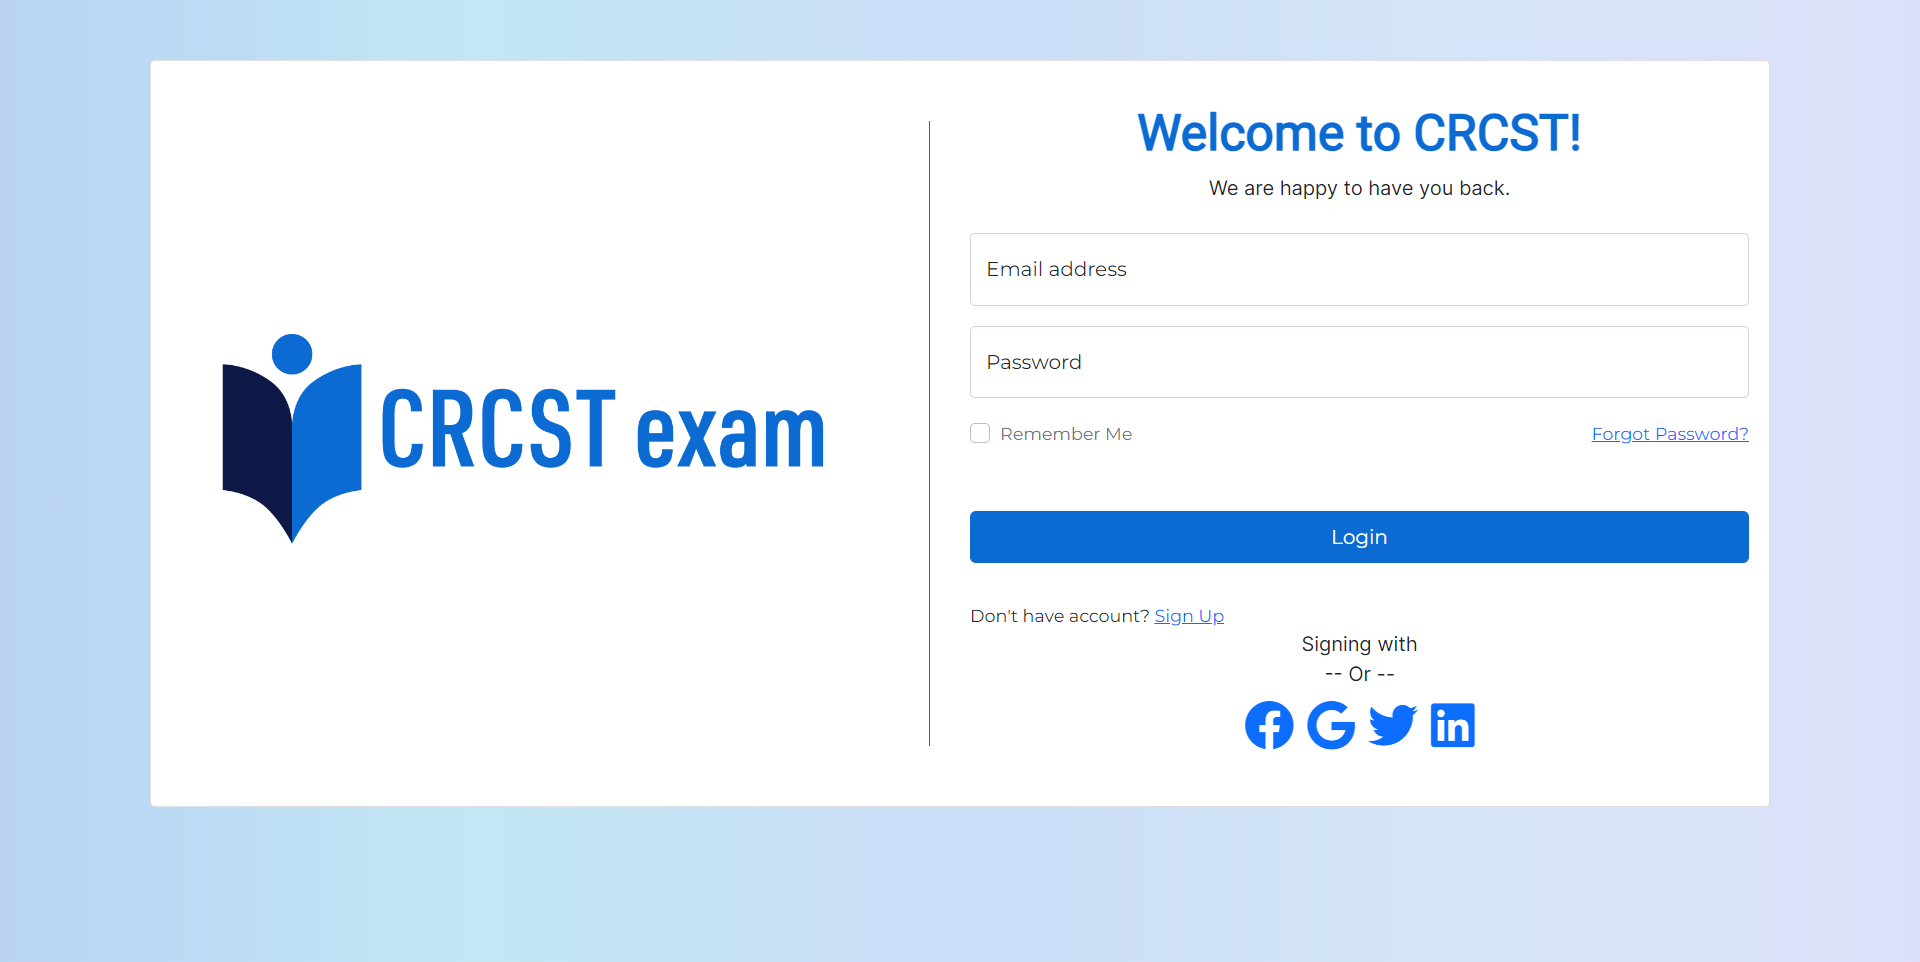 CRCST exam
Welcome to CRCST!
We are happy to have you back.
Email address
Password
Remember Me
Forgot Password?
Login
Don't have account? Sign Up
Signing with
-- Or --